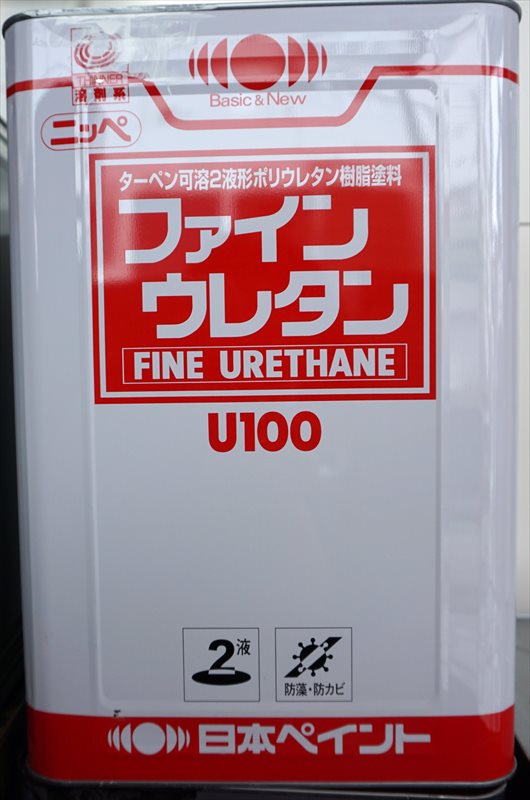 THINNER
溶剤系
Basic & New
ニッペ
ターペン可溶2液形ポリウレタン樹脂塗料
ファイン
ウレタン
FINE URETHANE
U100
2液
防藻・防カビ
日本ペイント